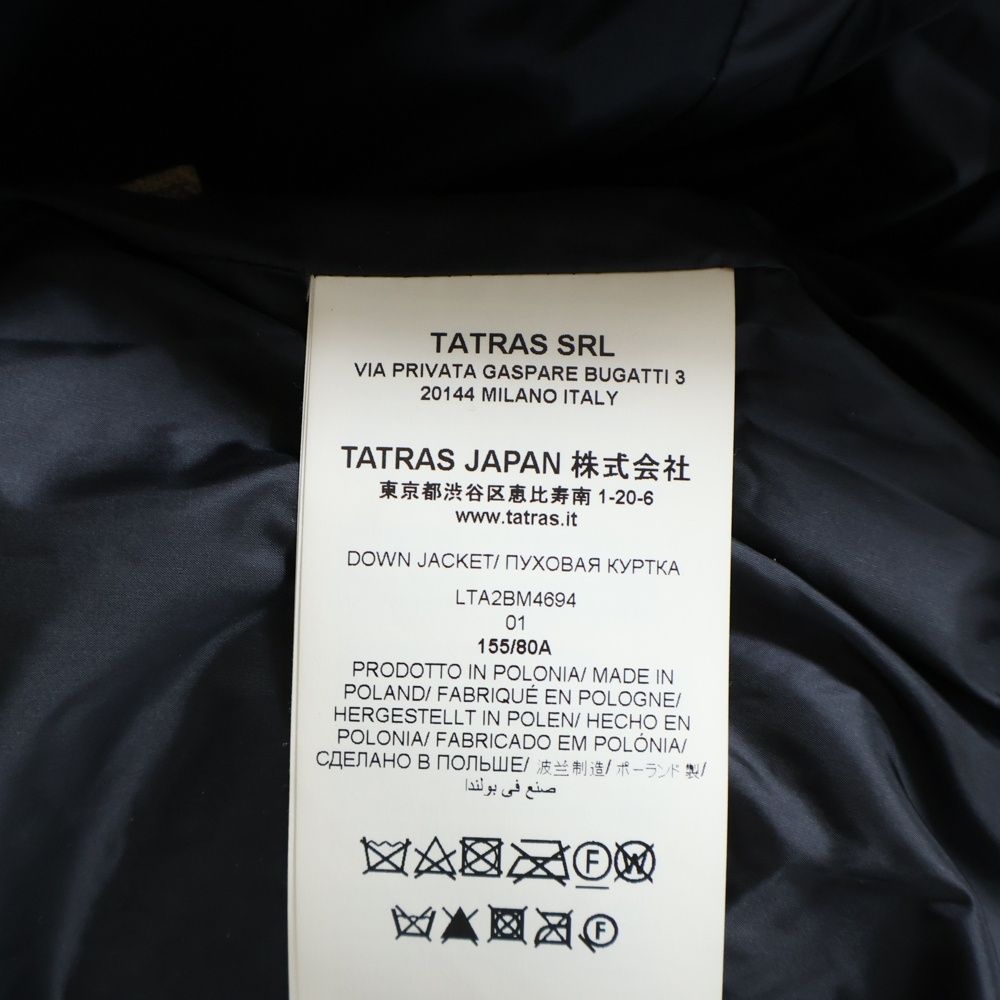 TATRAS SRL
VIA PRIVATA GASPARE BUGATTI 3
20144 MILANO ITALY
TATRAS JAPAN 株式会社
東京都渋谷区恵比寿南 1-20-6
www.tatras.it
DOWN JACKET/ ПУХОВАЯ КУРТКА
LTA2BM4694
01
155/80A
PRODOTTO IN POLONIA/ MADE IN
POLAND/ FABRIQUÉ EN POLOGNE/
HERGESTELLT IN POLEN/ HECHO EN
POLONIA/ FABRICADO EM POLÓNIA/
СДЕЛАНО В ПОЛЬШЕ/ 波兰制造/ ポーランド 製/
صنع في بولندا
F W
F